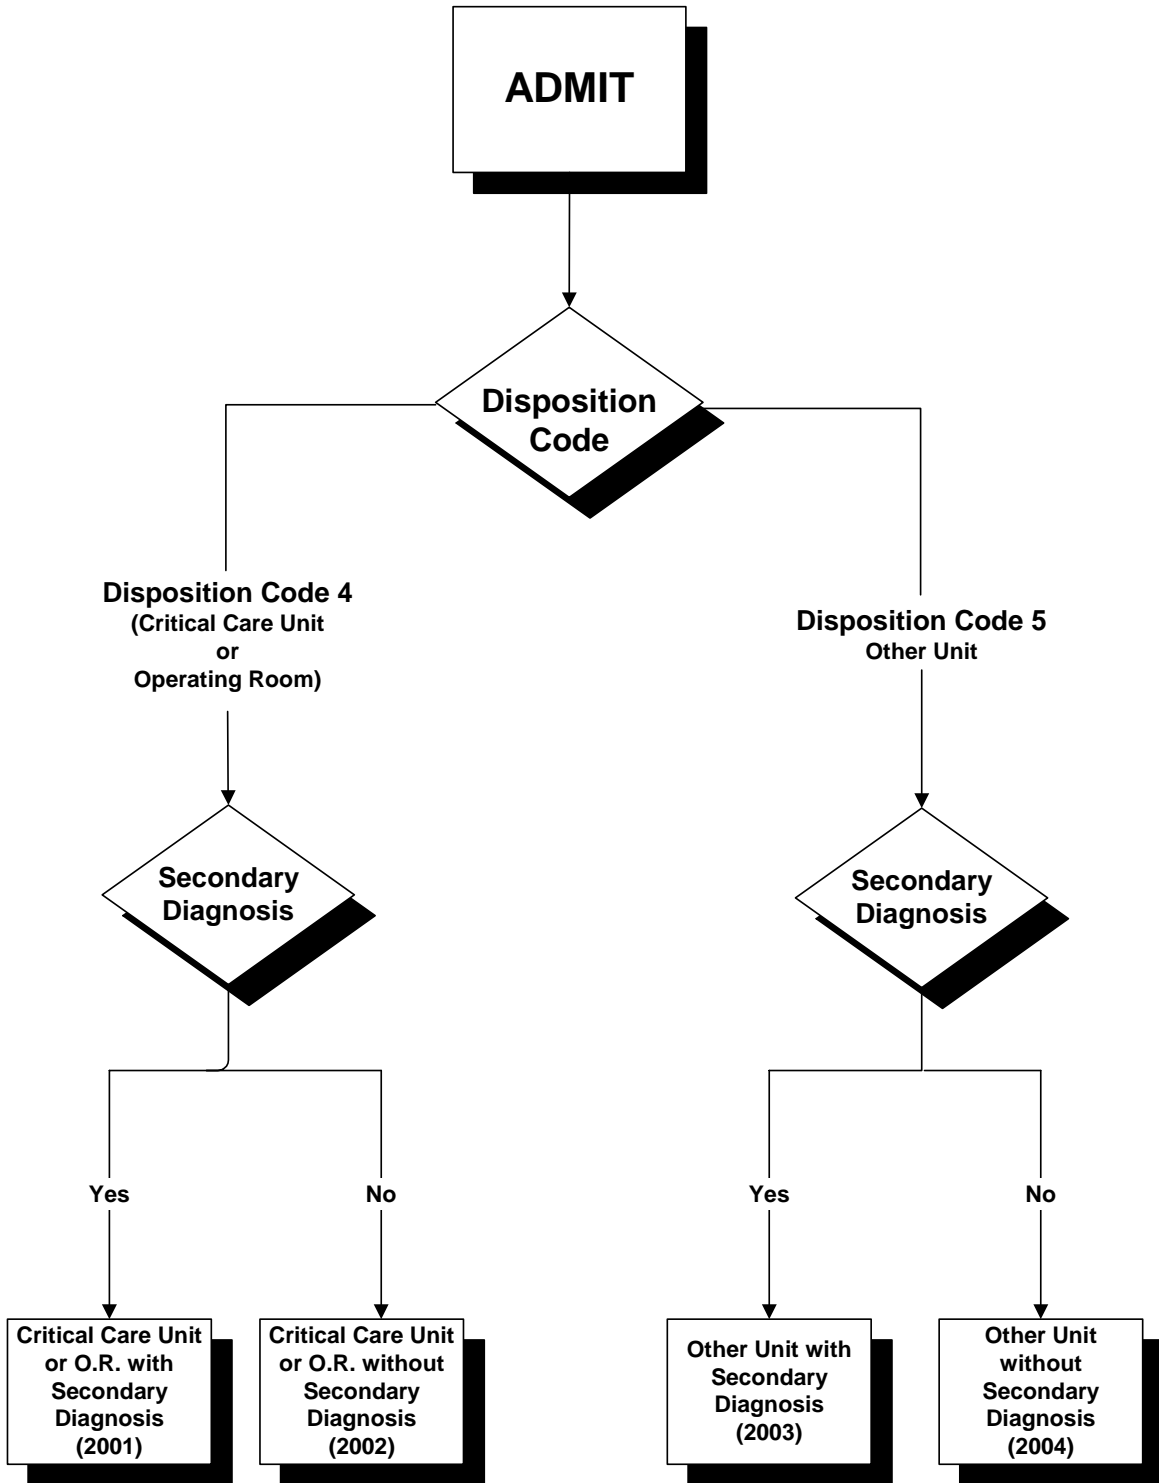 ADMIT
Disposition
Code
Disposition Code 4
(Critical Care Unit
or
Operating Room)
Disposition Code 5
Other Unit
Secondary
Diagnosis
Secondary
Diagnosis
Yes
No
Yes
No
Critical Care Unit
or O.R. with
Secondary
Diagnosis
(2001)
Critical Care Unit
or O.R. without
Secondary
Diagnosis
(2002)
Other Unit with
Secondary
Diagnosis
(2003)
Other Unit
without
Secondary
Diagnosis
(2004)